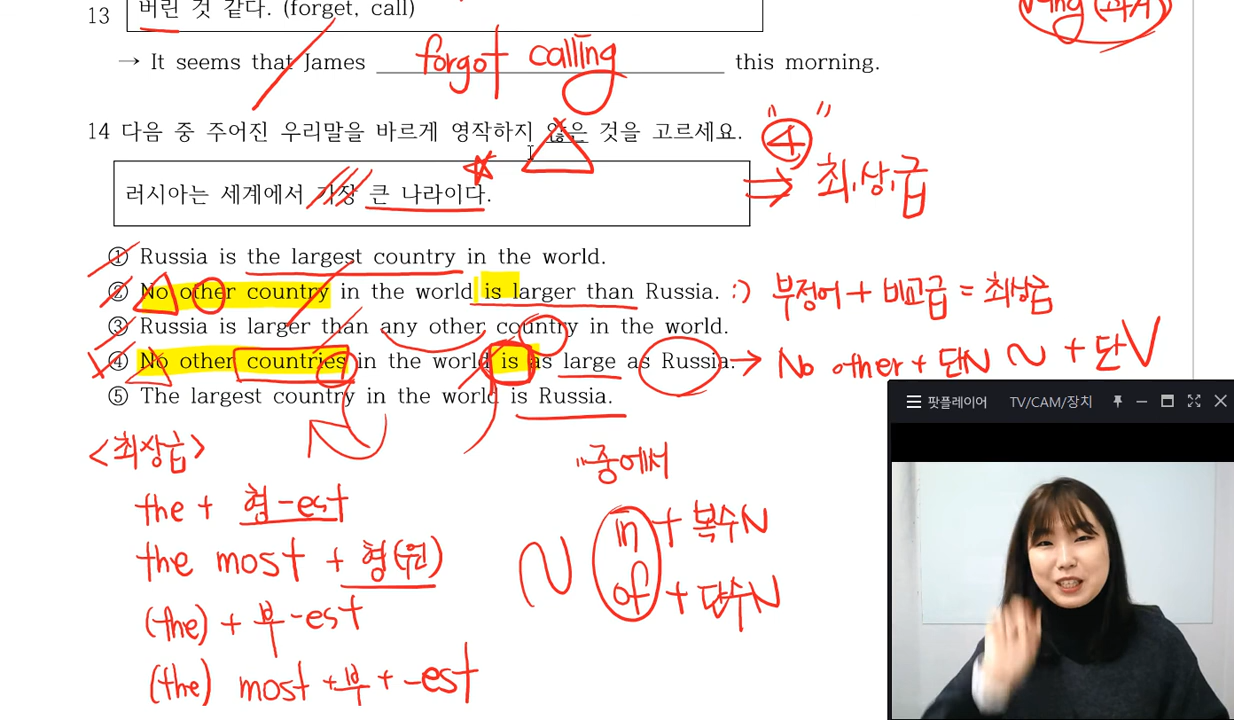 13 버린 것 같다. (forget, call)
ving (과거)
→ It seems that James forgot calling this morning.
14 다음 중 주어진 우리말을 바르게 영작하지 않은 것을 고르세요.
"④"
러시아는 세계에서 가장 큰 나라이다.
⇒ 최상급
① Russia is the largest country in the world.
② No other country in the world is larger than Russia. :) 부정어 + 비교급 = 최상급
③ Russia is larger than any other country in the world.
④ No other countries in the world is as large as Russia. → No other + 단N ~ + 단V
⑤ The largest country in the world is Russia.
팟플레이어 TV/CAM/장치
<최상급>
N
"중에서
the + 형-est
in + 복수N
the most + 형(원)
N
of + 단수N
(the) + 부-est
(the) most + 부 + -est